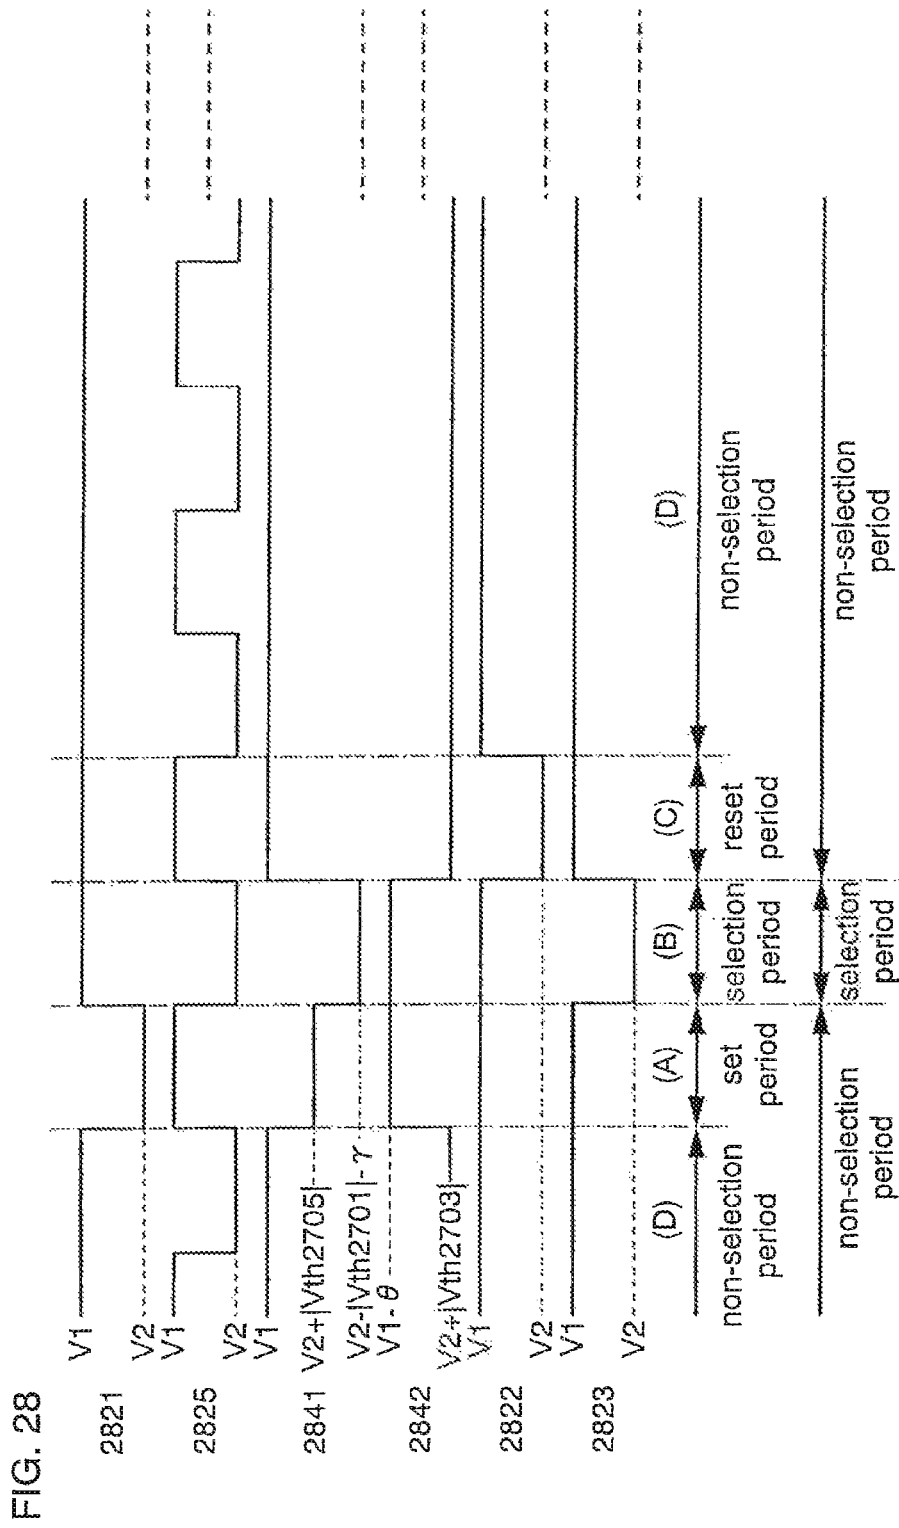 FIG. 28
2821
V1
V2
2825
V1
V2
2841
V1
V2+|Vth2705|
V2-|Vth2701|-γ
2842
V1-θ
V2+|Vth2703|
2822
V1
V2
2823
V1
V2
(D)
non-selection
period
(A)
set
period
(B)
selection
period
(C)
reset
period
(D)
non-selection
period
non-selection
period
selection
period
non-selection
period